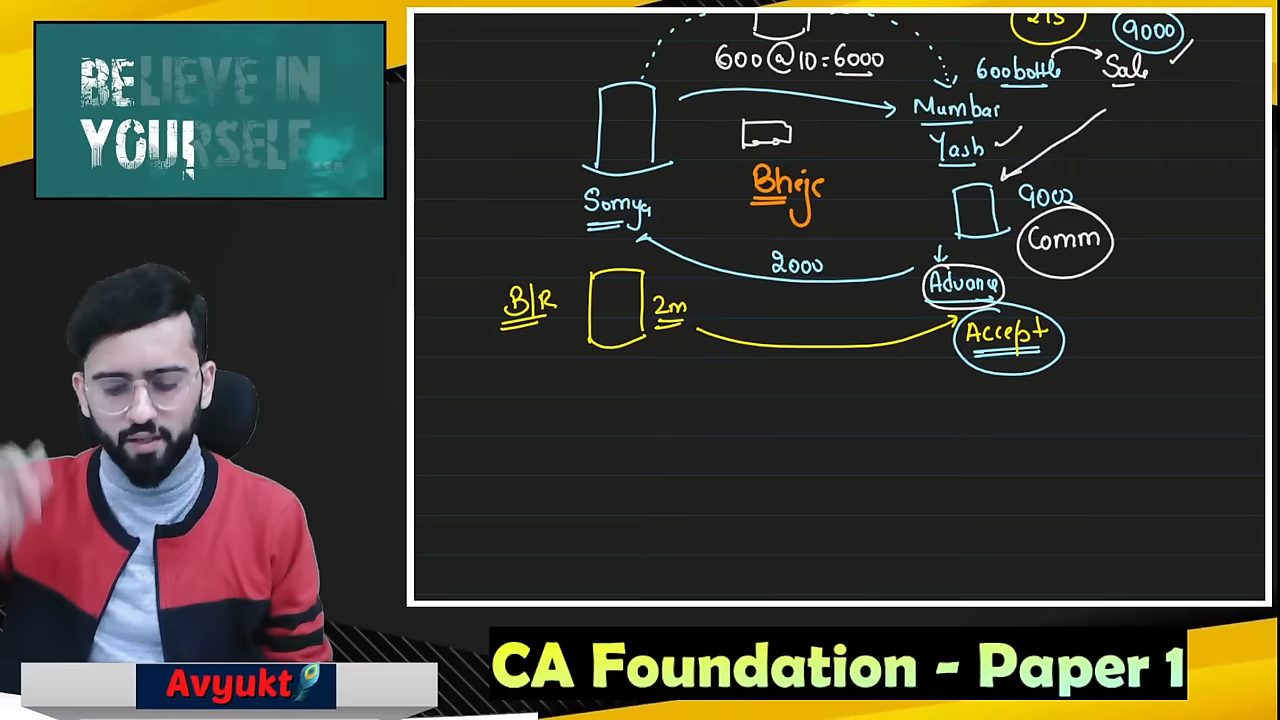 BELIEVE IN
YOURSELF...
215
9000
600@10=6000
600 bottle
Sale
Mumbai
Yash
Bheje
Somya
9000
Comm
2000
Advance
B/R
2m
Accept
CA Foundation - Paper 1
Avyukt